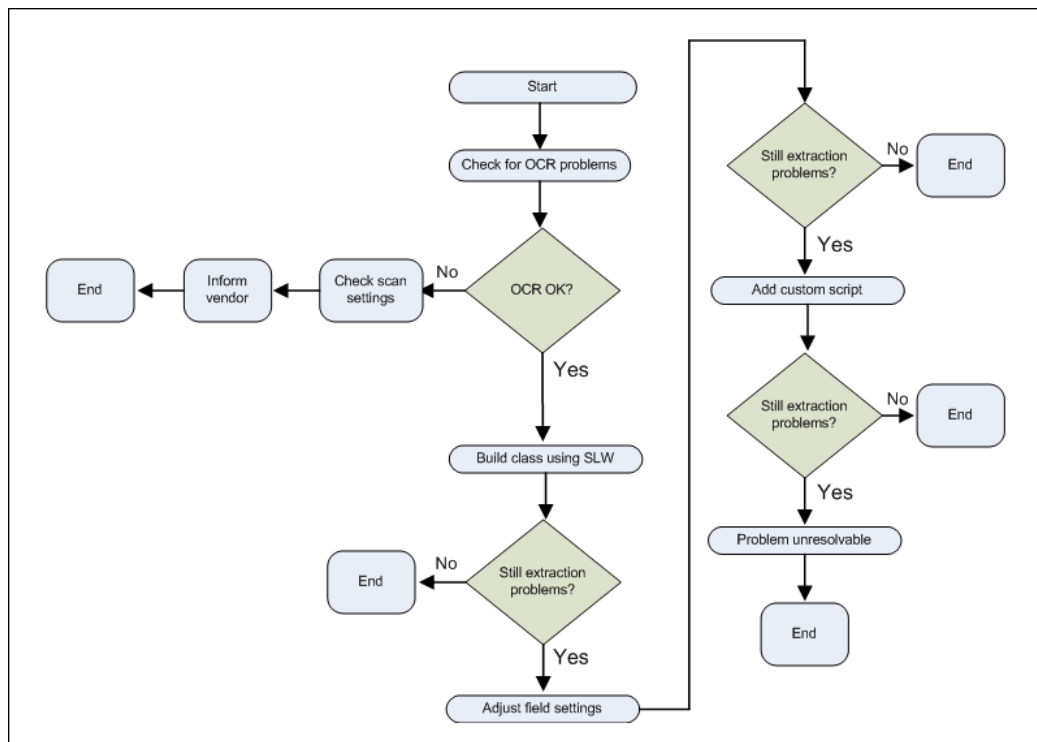 Start
Check for OCR problems
OCR OK?
No
Check scan
settings
Inform
vendor
End
Yes
Build class using SLW
Still extraction
problems?
No
End
Yes
Adjust field settings
Still extraction
problems?
No
End
Yes
Add custom script
Still extraction
problems?
No
End
Yes
Problem unresolvable
End